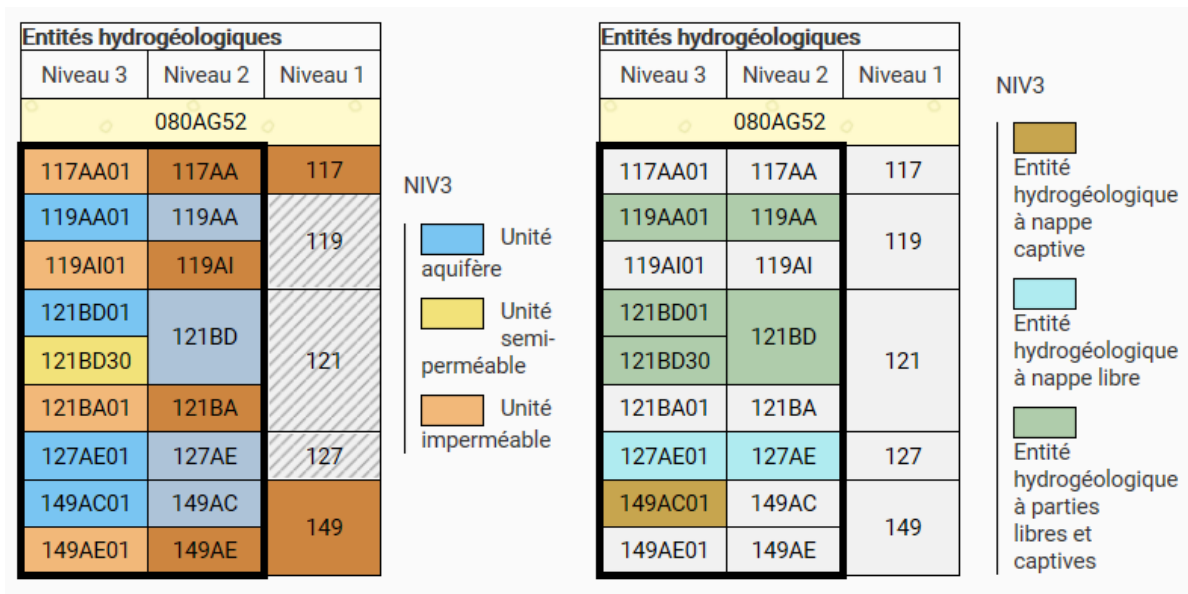 Entités hydrogéologiques
Niveau 3 Niveau 2 Niveau 1
080AG52
117AA01 117AA 117
119AA01 119AA
119
119AI01 119AI
121BD01
121BD
121BD30
121
121BA01 121BA
127AE01 127AE 127
149AC01 149AC
149
149AE01 149AE
NIV3
Unité
aquifère
Unité
semi-
perméable
Unité
imperméable
Entités hydrogéologiques
Niveau 3 Niveau 2 Niveau 1
080AG52
117AA01 117AA 117
119AA01 119AA
119
119AI01 119AI
121BD01
121BD
121BD30
121
121BA01 121BA
127AE01 127AE 127
149AC01 149AC
149
149AE01 149AE
NIV3
Entité
hydrogéologique
à nappe
captive
Entité
hydrogéologique
à nappe libre
Entité
hydrogéologique
à parties
libres et
captives